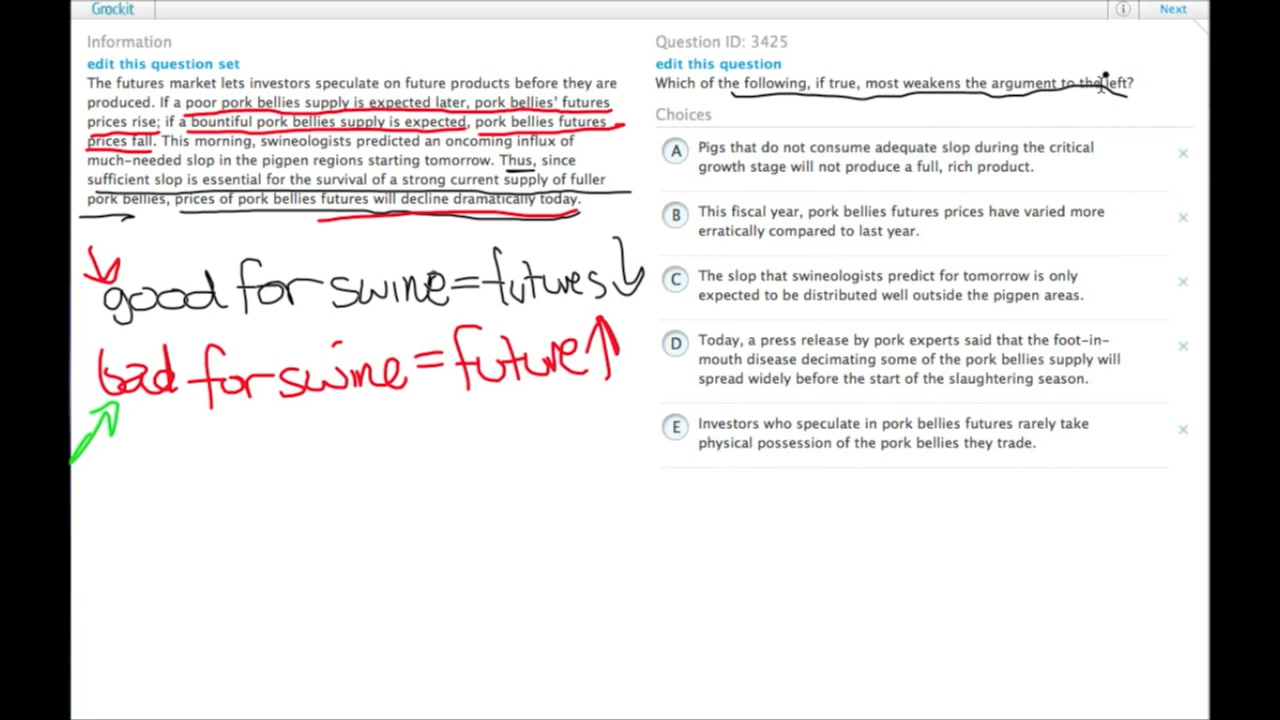 Grockit
Next
Information
edit this question set
The futures market lets investors speculate on future products before they are
produced. If a poor pork bellies supply is expected later, pork bellies' futures
prices rise; if a bountiful pork bellies supply is expected, pork bellies futures
prices fall. This morning, swineologists predicted an oncoming influx of
much-needed slop in the pigpen regions starting tomorrow. Thus, since
sufficient slop is essential for the survival of a strong current supply of fuller
pork bellies, prices of pork bellies futures will decline dramatically today.
good for swine=futures↓
bad for swine=future↑
Question ID: 3425
edit this question
Which of the following, if true, most weakens the argument to the left?
Choices
A Pigs that do not consume adequate slop during the critical
growth stage will not produce a full, rich product.
B This fiscal year, pork bellies futures prices have varied more
erratically compared to last year.
C The slop that swineologists predict for tomorrow is only
expected to be distributed well outside the pigpen areas.
D Today, a press release by pork experts said that the foot-in-
mouth disease decimating some of the pork bellies supply will
spread widely before the start of the slaughtering season.
E Investors who speculate in pork bellies futures rarely take
physical possession of the pork bellies they trade.